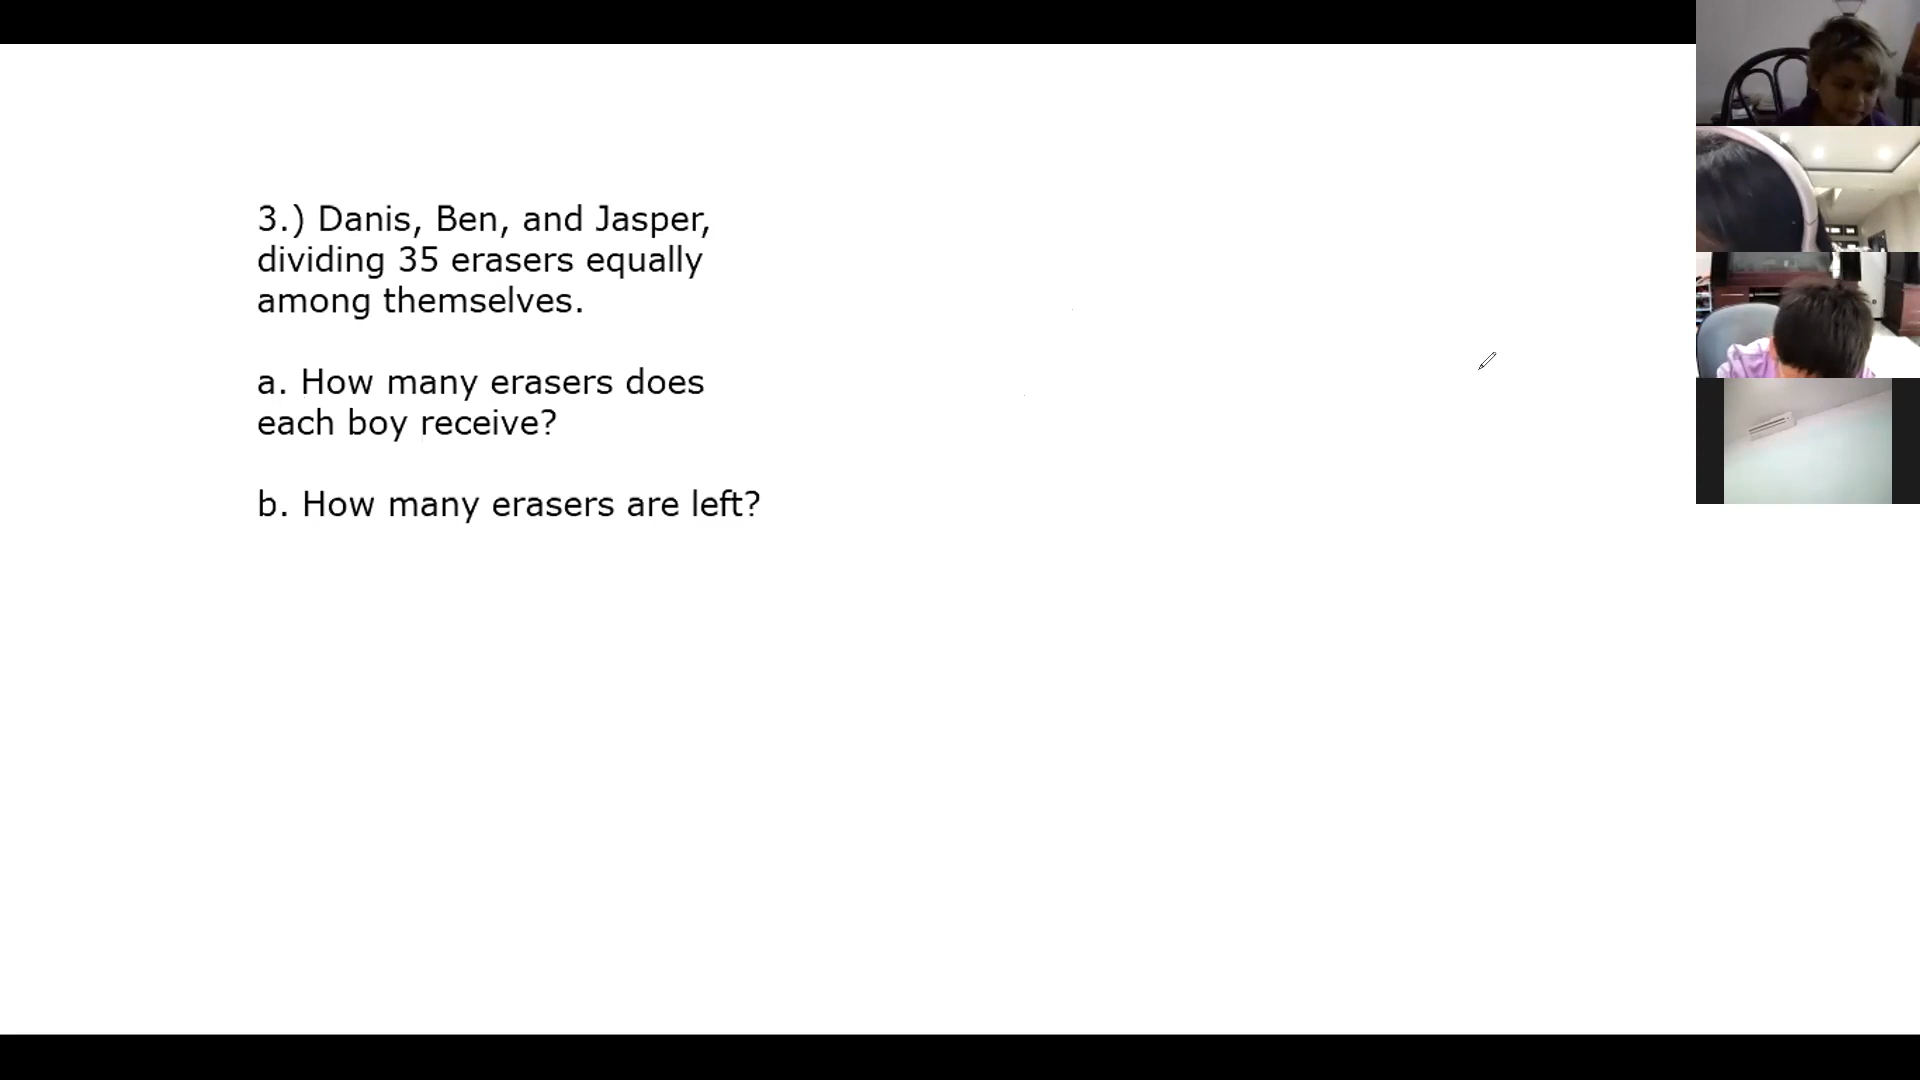 3.) Danis, Ben, and Jasper,
dividing 35 erasers equally
among themselves.
a. How many erasers does
each boy receive?
b. How many erasers are left?